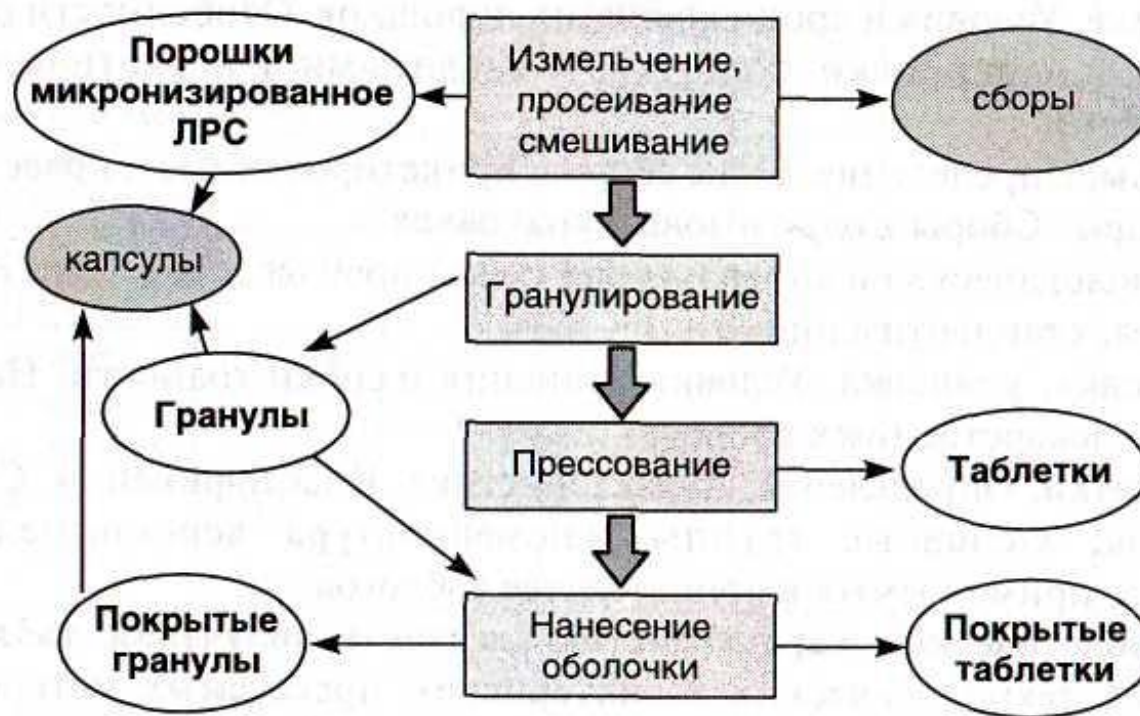 Порошки
микронизированное
ЛРС
Измельчение,
просеивание
смешивание
сборы
капсулы
Гранулирование
Гранулы
Прессование
Таблетки
Покрытые
гранулы
Нанесение
оболочки
Покрытые
таблетки